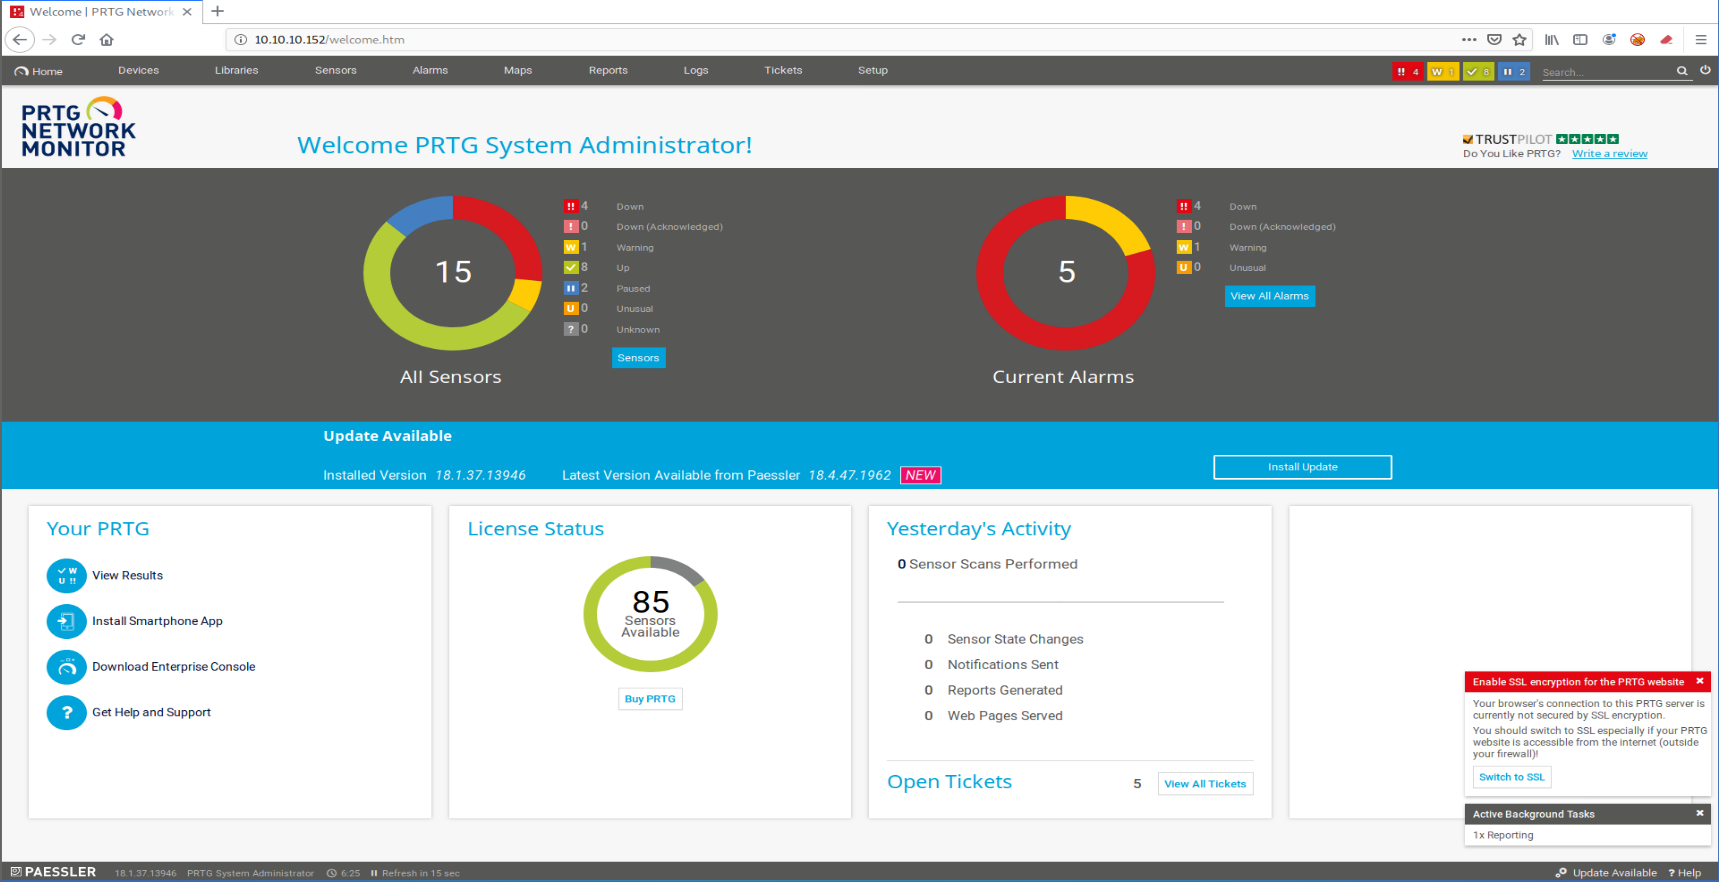 Welcome | PRTG Network
10.10.10.152/welcome.htm
Home Devices Libraries Sensors Alarms Maps Reports Logs Tickets Setup
!! 4 W 1 8 2 Search...
PRTG
NETWORK
MONITOR
Welcome PRTG System Administrator!
TRUSTPILOT
Do You Like PRTG? Write a review
15
All Sensors
!! 4 Down
! 0 Down (Acknowledged)
W 1 Warning
8 Up
2 Paused
U 0 Unusual
? 0 Unknown
Sensors
5
Current Alarms
!! 4 Down
! 0 Down (Acknowledged)
W 1 Warning
U 0 Unusual
View All Alarms
Update Available
Installed Version 18.1.37.13946 Latest Version Available from Paessler 18.4.47.1962 NEW
Install Update
Your PRTG
W U !! View Results
Install Smartphone App
Download Enterprise Console
? Get Help and Support
License Status
85
Sensors
Available
Buy PRTG
Yesterday's Activity
0 Sensor Scans Performed
0 Sensor State Changes
0 Notifications Sent
0 Reports Generated
0 Web Pages Served
Open Tickets 5 View All Tickets
Enable SSL encryption for the PRTG website
Your browser's connection to this PRTG server is
currently not secured by SSL encryption.
You should switch to SSL especially if your PRTG
website is accessible from the internet (outside
your firewall)!
Switch to SSL
Active Background Tasks
1x Reporting
PAESSLER 18.1.37.13946 PRTG System Administrator 6:25 Refresh in 15 sec
Update Available ? Help